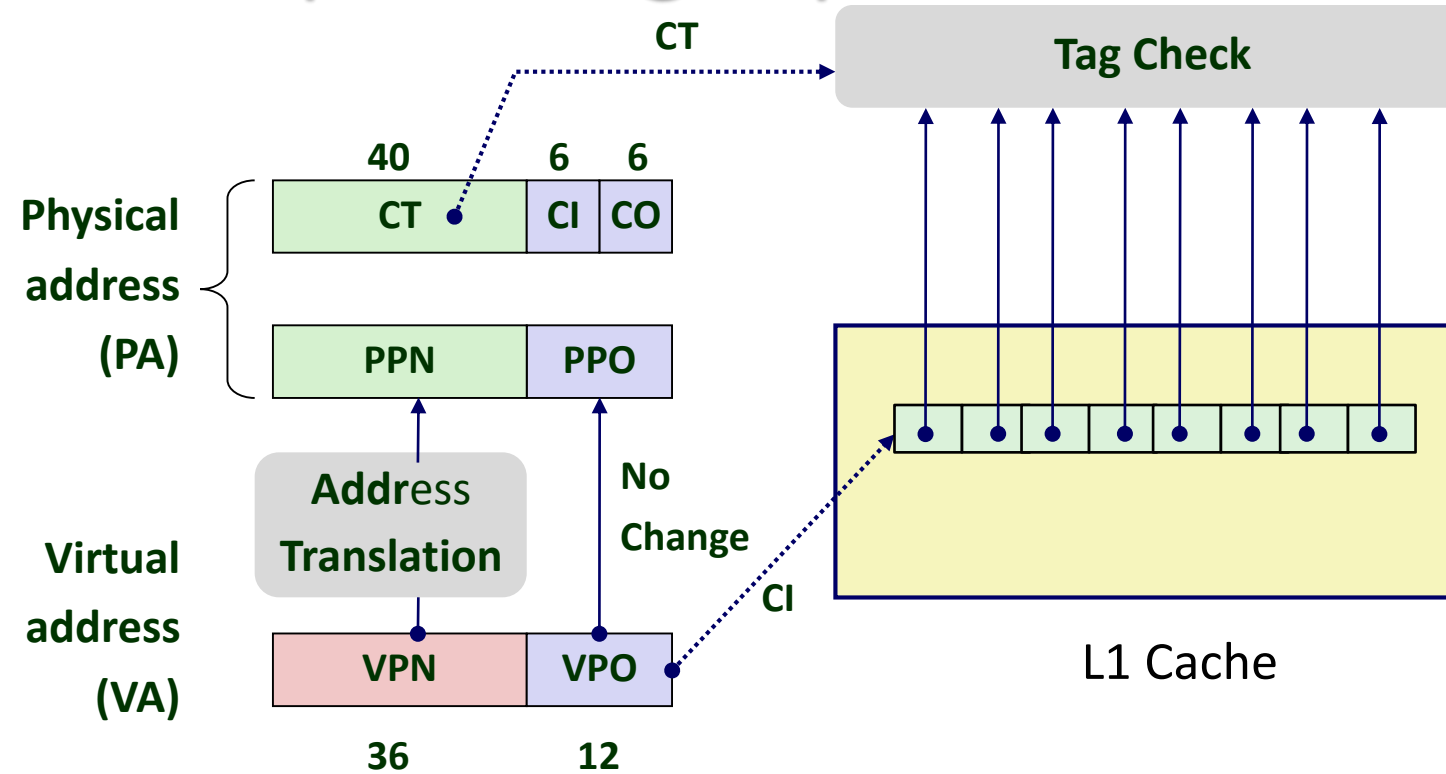 CT
Tag Check
40
6
6
Physical
address
(PA)
CT
CI
CO
PPN
PPO
Address
Translation
No
Change
CI
Virtual
address
(VA)
VPN
VPO
L1 Cache
36
12